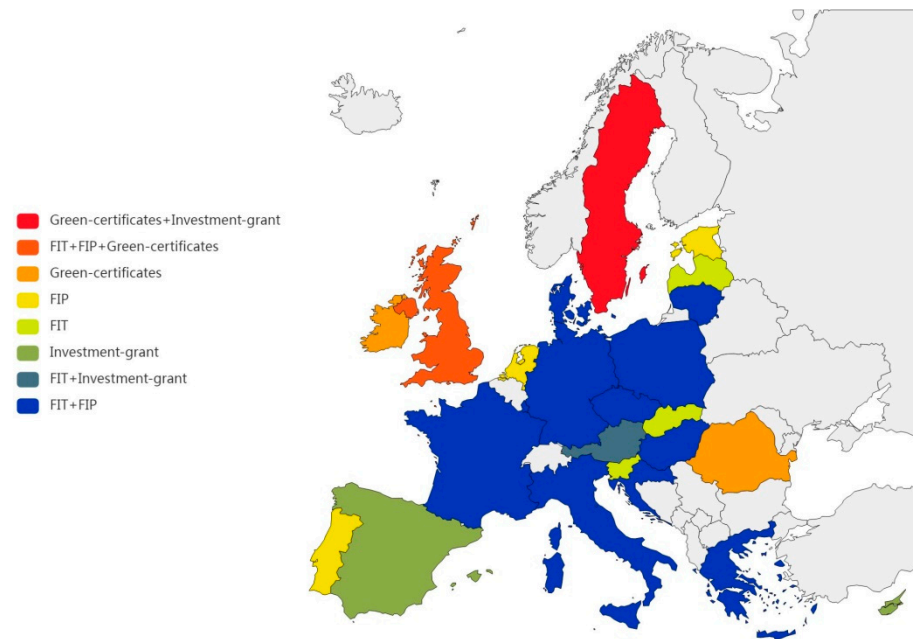 Green-certificates+Investment-grant
FIT+FIP+Green-certificates
Green-certificates
FIP
FIT
Investment-grant
FIT+Investment-grant
FIT+FIP